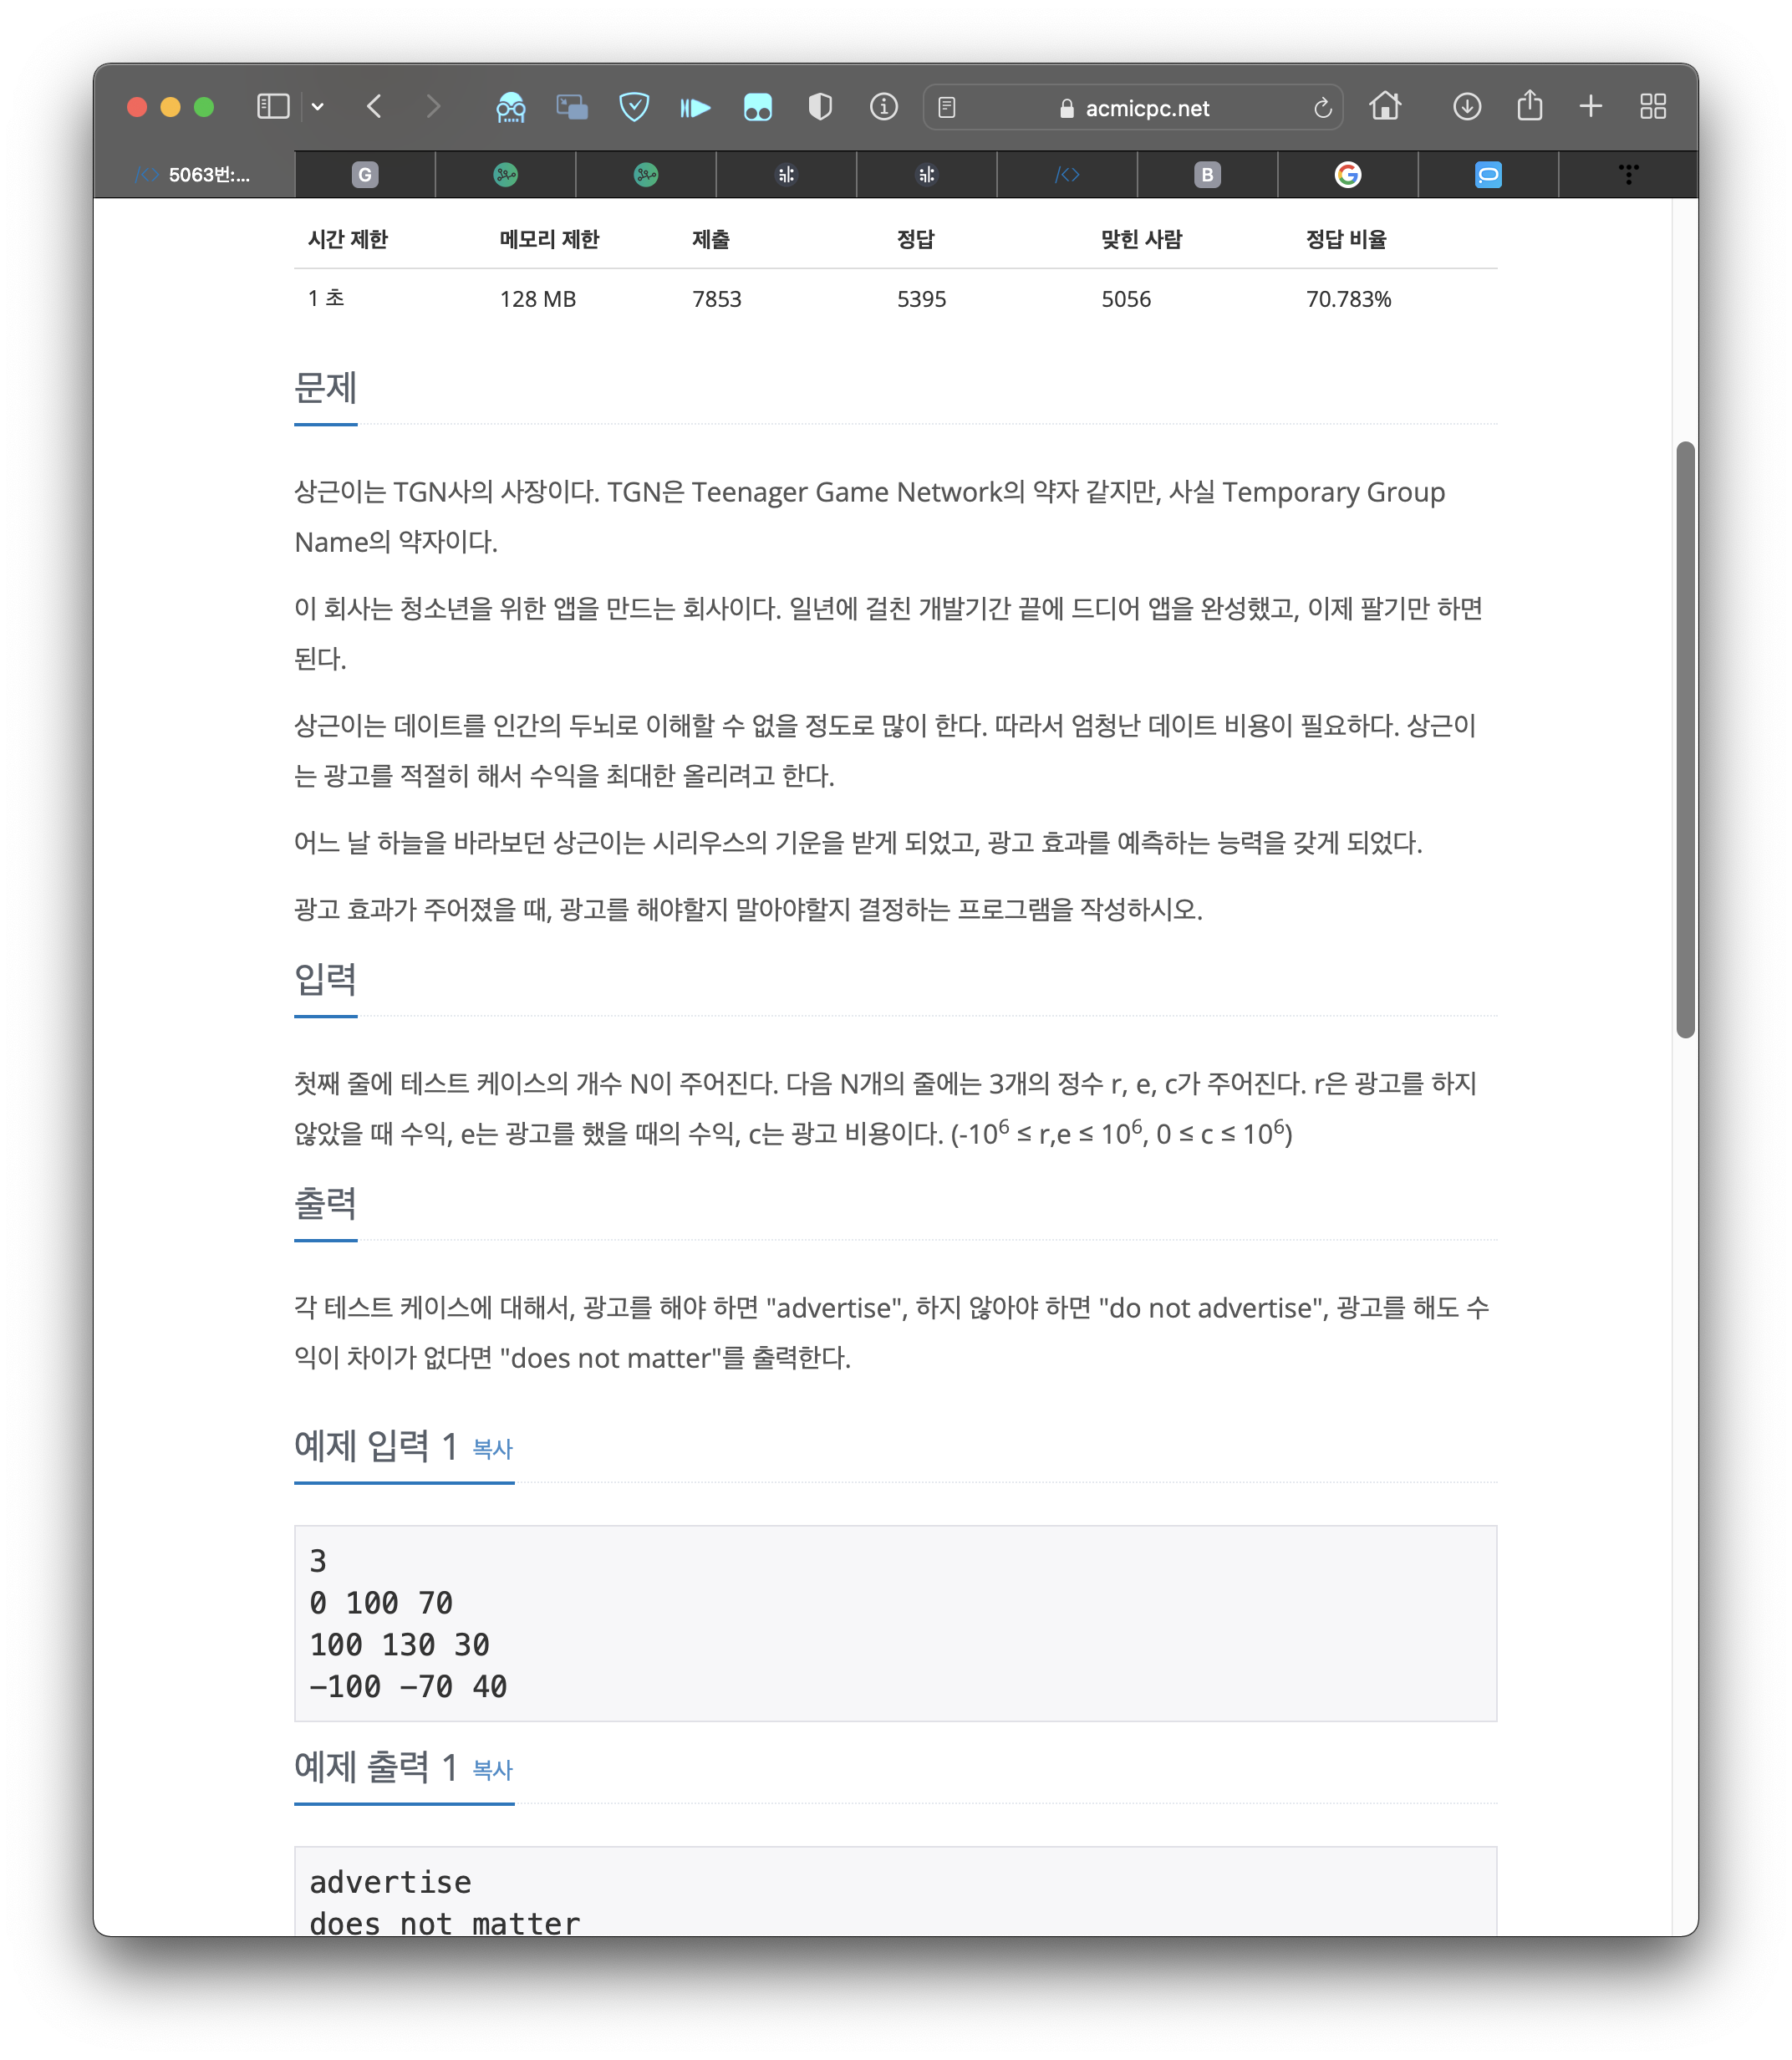 acmicpc.net
5063번:...
G
B
G
시간 제한 메모리 제한 제출 정답 맞힌 사람 정답 비율
1 초 128 MB 7853 5395 5056 70.783%
문제
상근이는 TGN사의 사장이다. TGN은 Teenager Game Network의 약자 같지만, 사실 Temporary Group
Name의 약자이다.
이 회사는 청소년을 위한 앱을 만드는 회사이다. 일년에 걸친 개발기간 끝에 드디어 앱을 완성했고, 이제 팔기만 하면
된다.
상근이는 데이트를 인간의 두뇌로 이해할 수 없을 정도로 많이 한다. 따라서 엄청난 데이트 비용이 필요하다. 상근이
는 광고를 적절히 해서 수익을 최대한 올리려고 한다.
어느 날 하늘을 바라보던 상근이는 시리우스의 기운을 받게 되었고, 광고 효과를 예측하는 능력을 갖게 되었다.
광고 효과가 주어졌을 때, 광고를 해야할지 말아야할지 결정하는 프로그램을 작성하시오.
입력
첫째 줄에 테스트 케이스의 개수 N이 주어진다. 다음 N개의 줄에는 3개의 정수 r, e, c가 주어진다. r은 광고를 하지
않았을 때 수익, e는 광고를 했을 때의 수익, c는 광고 비용이다. (-10⁶ ≤ r,e ≤ 10⁶, 0 ≤ c ≤ 10⁶)
출력
각 테스트 케이스에 대해서, 광고를 해야 하면 "advertise", 하지 않아야 하면 "do not advertise", 광고를 해도 수
익이 차이가 없다면 "does not matter"를 출력한다.
예제 입력 1 복사
3
0 100 70
100 130 30
-100 -70 40
예제 출력 1 복사
advertise
does not matter